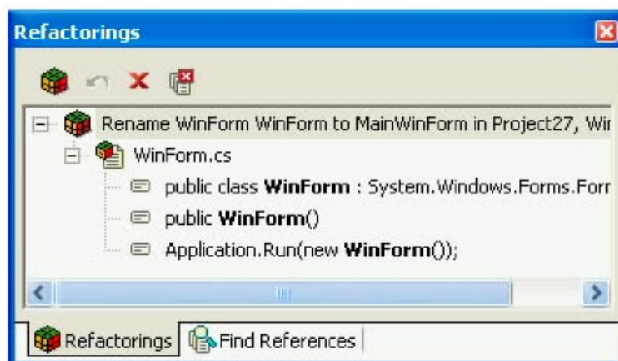 Refactorings
Rename WinForm WinForm to MainWinForm in Project27, Wir
WinForm.cs
public class WinForm : System.Windows.Forms.Forr
public WinForm()
Application.Run(new WinForm());
Refactorings Find References